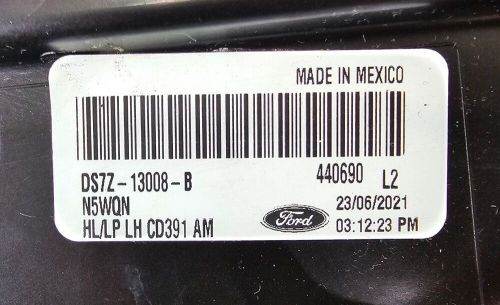 MADE IN MEXICO
DS7Z-13008-B 440690 L2
N5WQN 23/06/2021
HL/LP LH CD391 AM Ford 03:12:23 PM